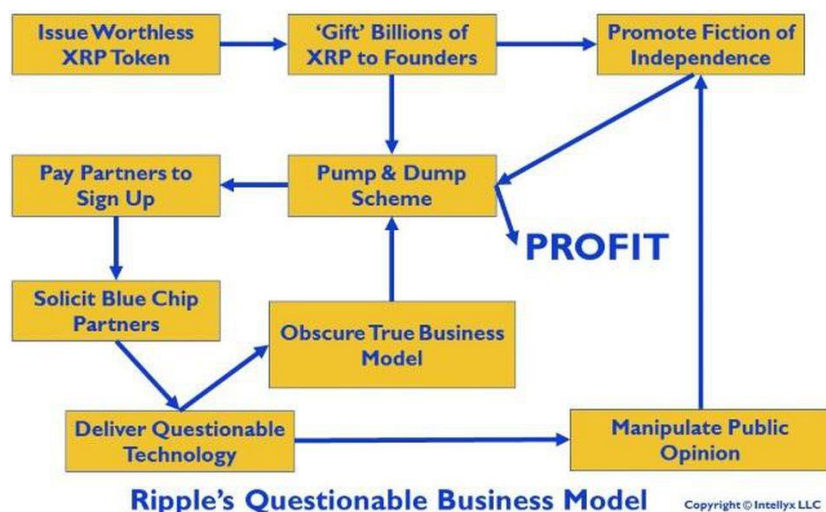 Issue Worthless
XRP Token
‘Gift’ Billions of
XRP to Founders
Promote Fiction of
Independence
Pay Partners to
Sign Up
Pump & Dump
Scheme
PROFIT
Solicit Blue Chip
Partners
Obscure True Business
Model
Deliver Questionable
Technology
Manipulate Public
Opinion
Ripple’s Questionable Business Model
Copyright © Intellyx LLC